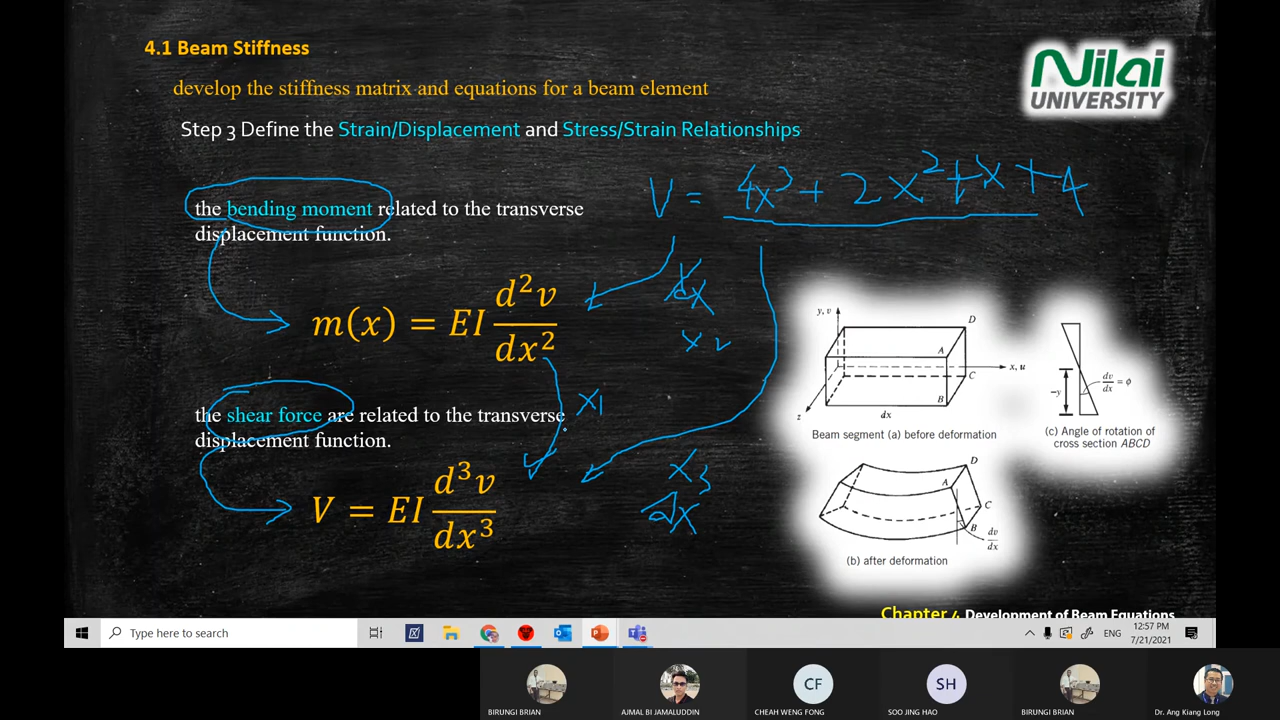 4.1 Beam Stiffness
develop the stiffness matrix and equations for a beam element
Nilai
UNIVERSITY
Step 3 Define the Strain/Displacement and Stress/Strain Relationships
V = 4x³ + 2x² + x + 4
the bending moment related to the transverse
displacement function.
m(x) = EI d²v/dx²
dx
x2
the shear force are related to the transverse
displacement function.
x1
V = EI d³v/dx³
x3
dx
y, v
D
A
x, u
C
B
z
dx
Beam segment (a) before deformation
-y
dv/dx = ϕ
(c) Angle of rotation of
cross section ABCD
D
A
C
B
dv/dx
(b) after deformation
Chapter 4 Development of Beam Equations
Type here to search
ENG
12:57 PM
7/21/2021
BIRUNGI BRIAN
AJMAL BI JAMALUDDIN
CF
CHEAH WENG FONG
SH
SOO JING HAO
BIRUNGI BRIAN
Dr. Ang Kiang Long